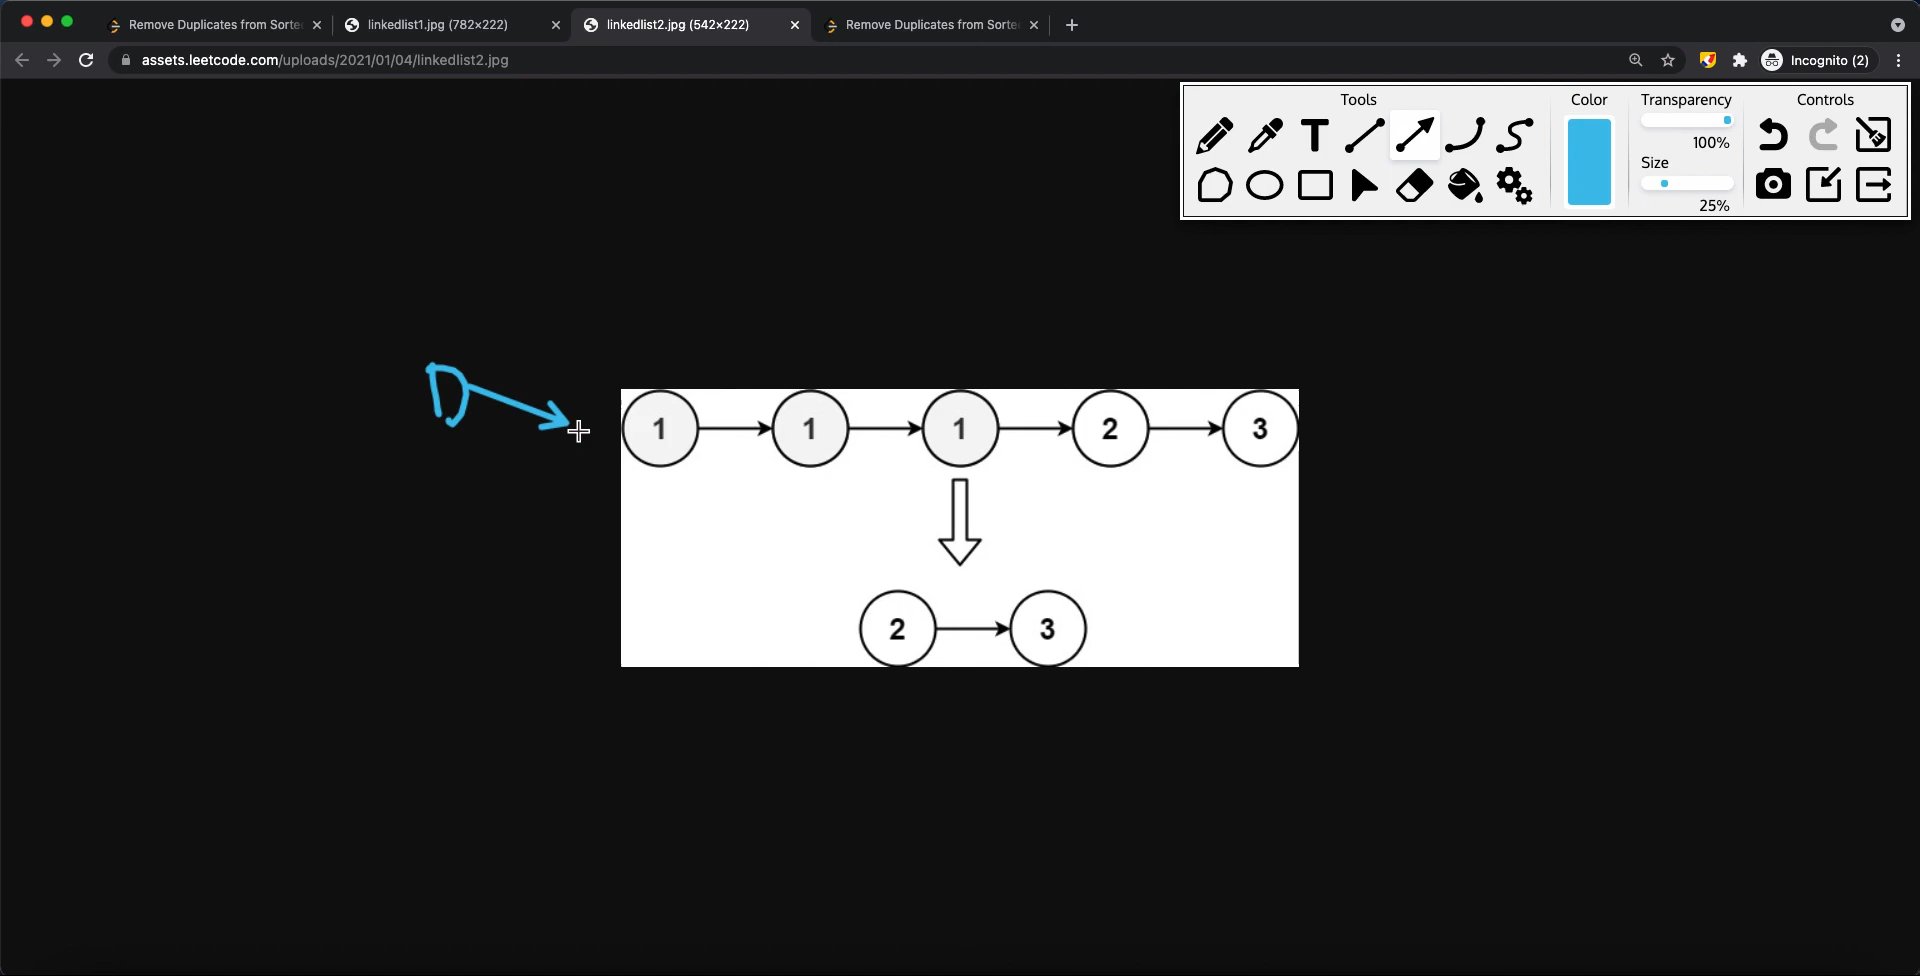 Remove Duplicates from Sorte
linkedlist1.jpg (782×222)
linkedlist2.jpg (542×222)
Remove Duplicates from Sorte
assets.leetcode.com/uploads/2021/01/04/linkedlist2.jpg
Incognito (2)
Tools
Color
Transparency
Controls
T
100%
Size
25%
D
1 1 1 2 3
2 3